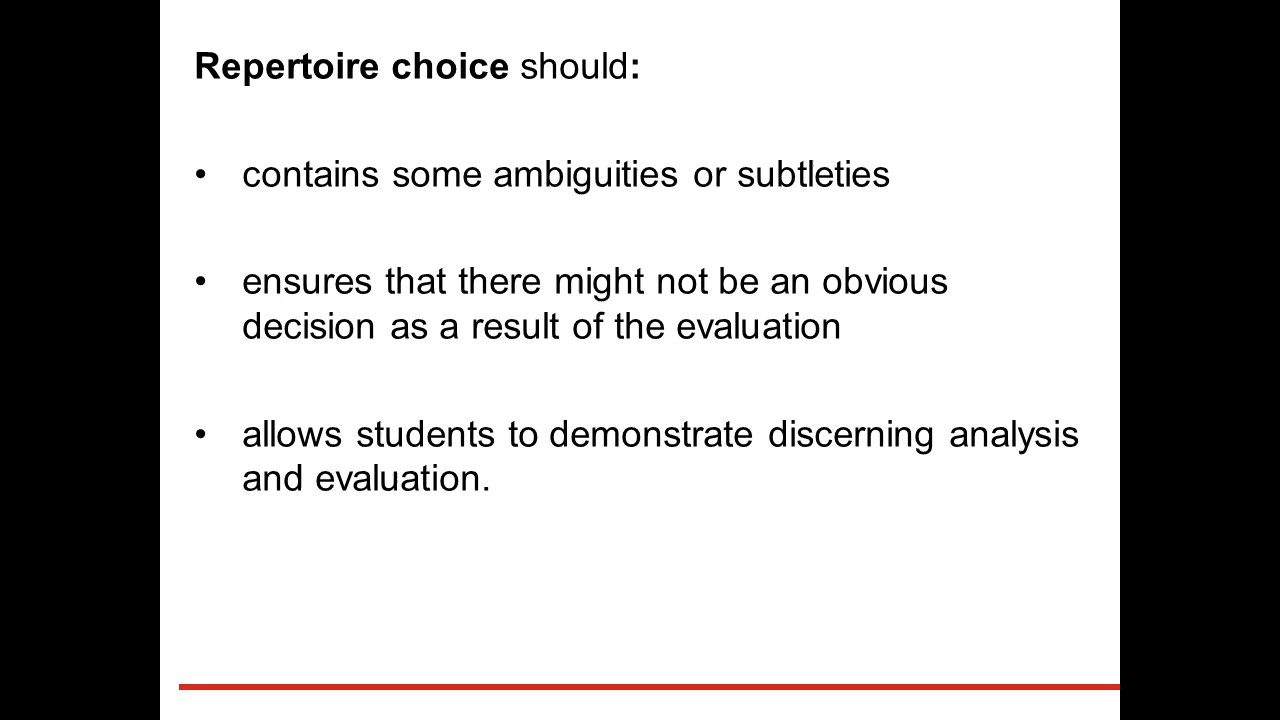 Repertoire choice should:
• contains some ambiguities or subtleties
• ensures that there might not be an obvious
decision as a result of the evaluation
• allows students to demonstrate discerning analysis
and evaluation.